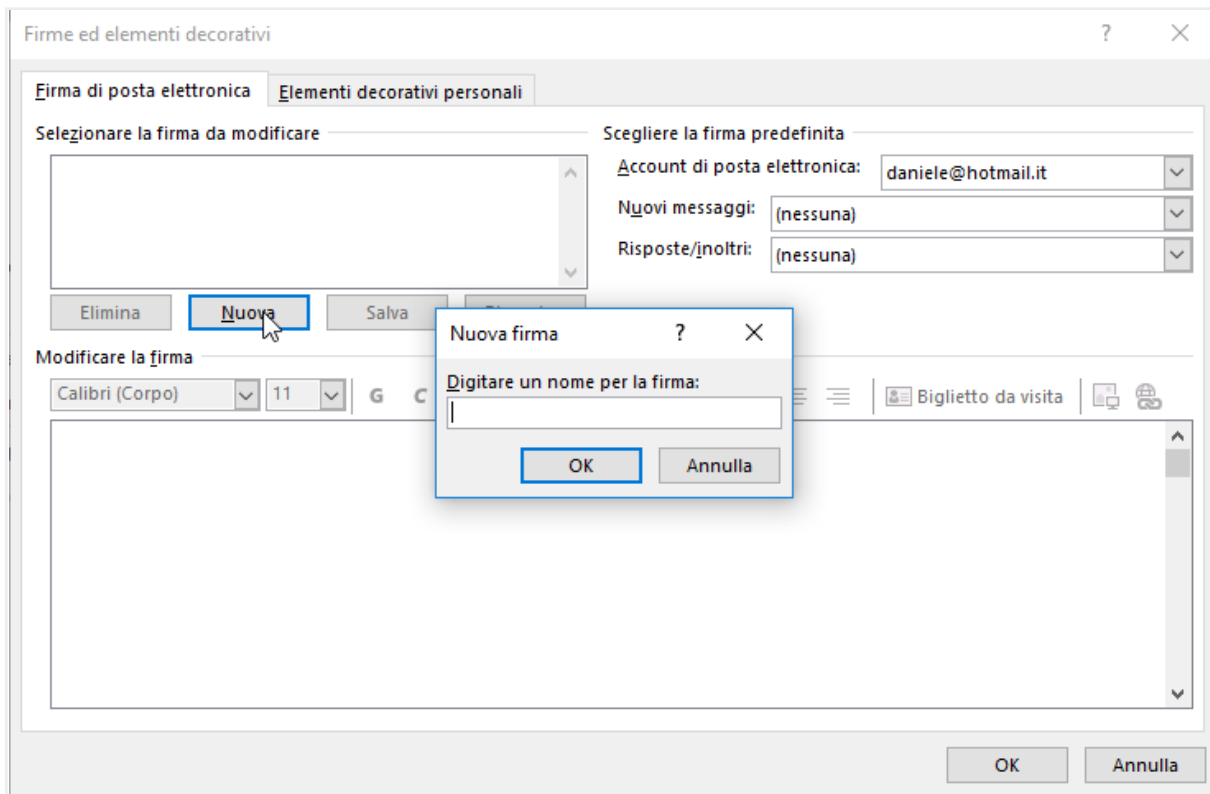 Firme ed elementi decorativi
Firma di posta elettronica
Elementi decorativi personali
Selezionare la firma da modificare
Scegliere la firma predefinita
Account di posta elettronica: daniele@hotmail.it
Nuovi messaggi: (nessuna)
Risposte/inoltri: (nessuna)
Elimina Nuova Salva
Modificare la firma
Calibri (Corpo) 11 G C Biglietto da visita
Nuova firma ?
Digitare un nome per la firma:
OK Annulla
OK Annulla